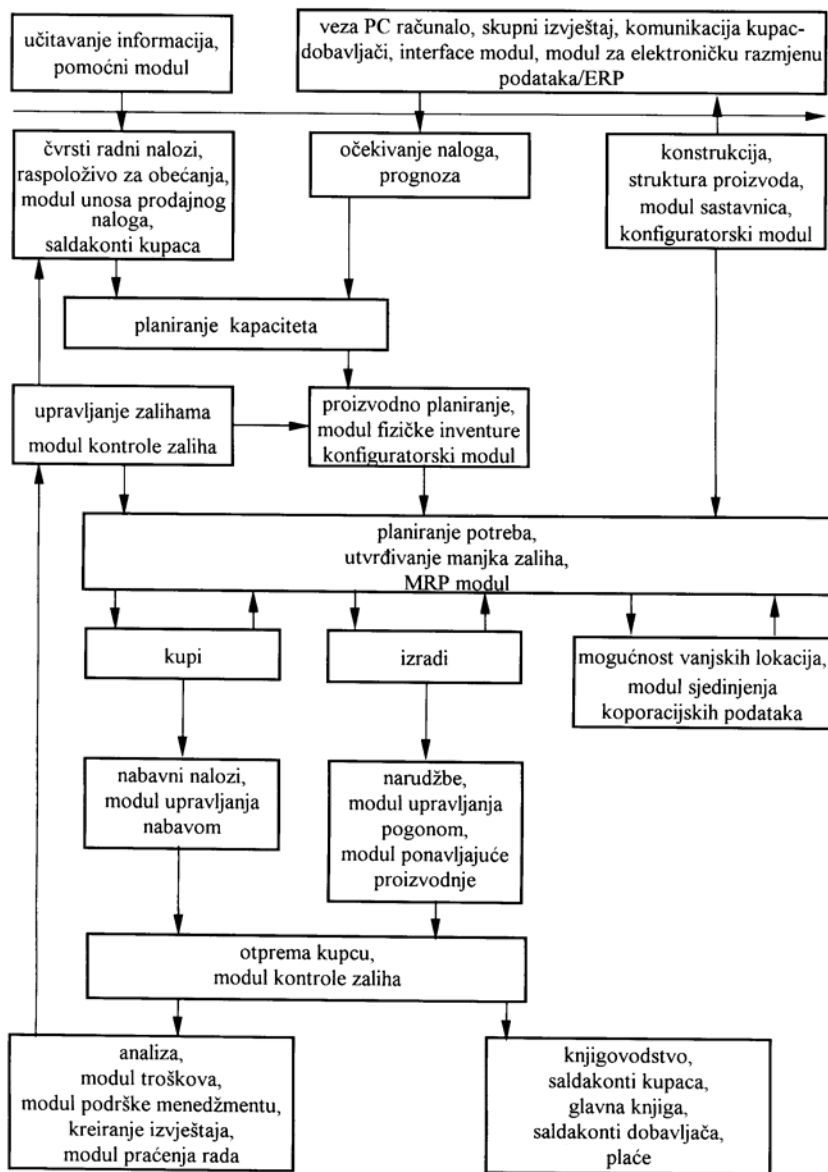 učitavanje informacija,
pomoćni modul
veza PC računalo, skupni izvještaj, komunikacija kupac-
dobavljači, interface modul, modul za elektroničku razmjenu
podataka/ERP
čvrsti radni nalozi,
raspoloživo za obećanja,
modul unosa prodajnog
naloga,
saldakonti kupaca
očekivanje naloga,
prognoza
konstrukcija,
struktura proizvoda,
modul sastavnica,
konfiguratorski modul
planiranje kapaciteta
upravljanje zalihama
modul kontrole zaliha
proizvodno planiranje,
modul fizičke inventure
konfiguratorski modul
planiranje potreba,
utvrđivanje manjka zaliha,
MRP modul
kupi
izradi
mogućnost vanjskih lokacija,
modul sjedinjenja
koporacijskih podataka
nabavni nalozi,
modul upravljanja
nabavom
narudžbe,
modul upravljanja
pogonom,
modul ponavljajuće
proizvodnje
otprema kupcu,
modul kontrole zaliha
analiza,
modul troškova,
modul podrške menedžmentu,
kreiranje izvještaja,
modul praćenja rada
knjigovodstvo,
saldakonti kupaca,
glavna knjiga,
saldakonti dobavljača,
plaće